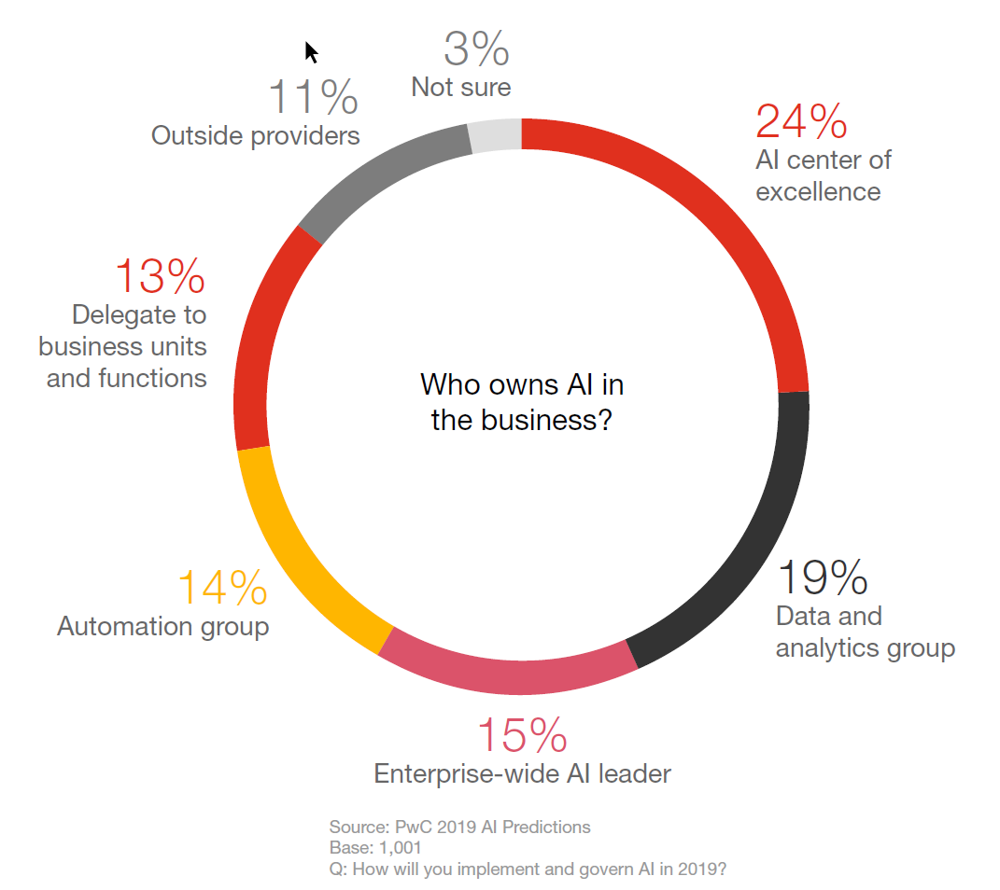 3%
Not sure
11%
Outside providers
24%
AI center of
excellence
13%
Delegate to
business units
and functions
Who owns AI in
the business?
19%
Data and
analytics group
14%
Automation group
15%
Enterprise-wide AI leader
Source: PwC 2019 AI Predictions
Base: 1,001
Q: How will you implement and govern AI in 2019?